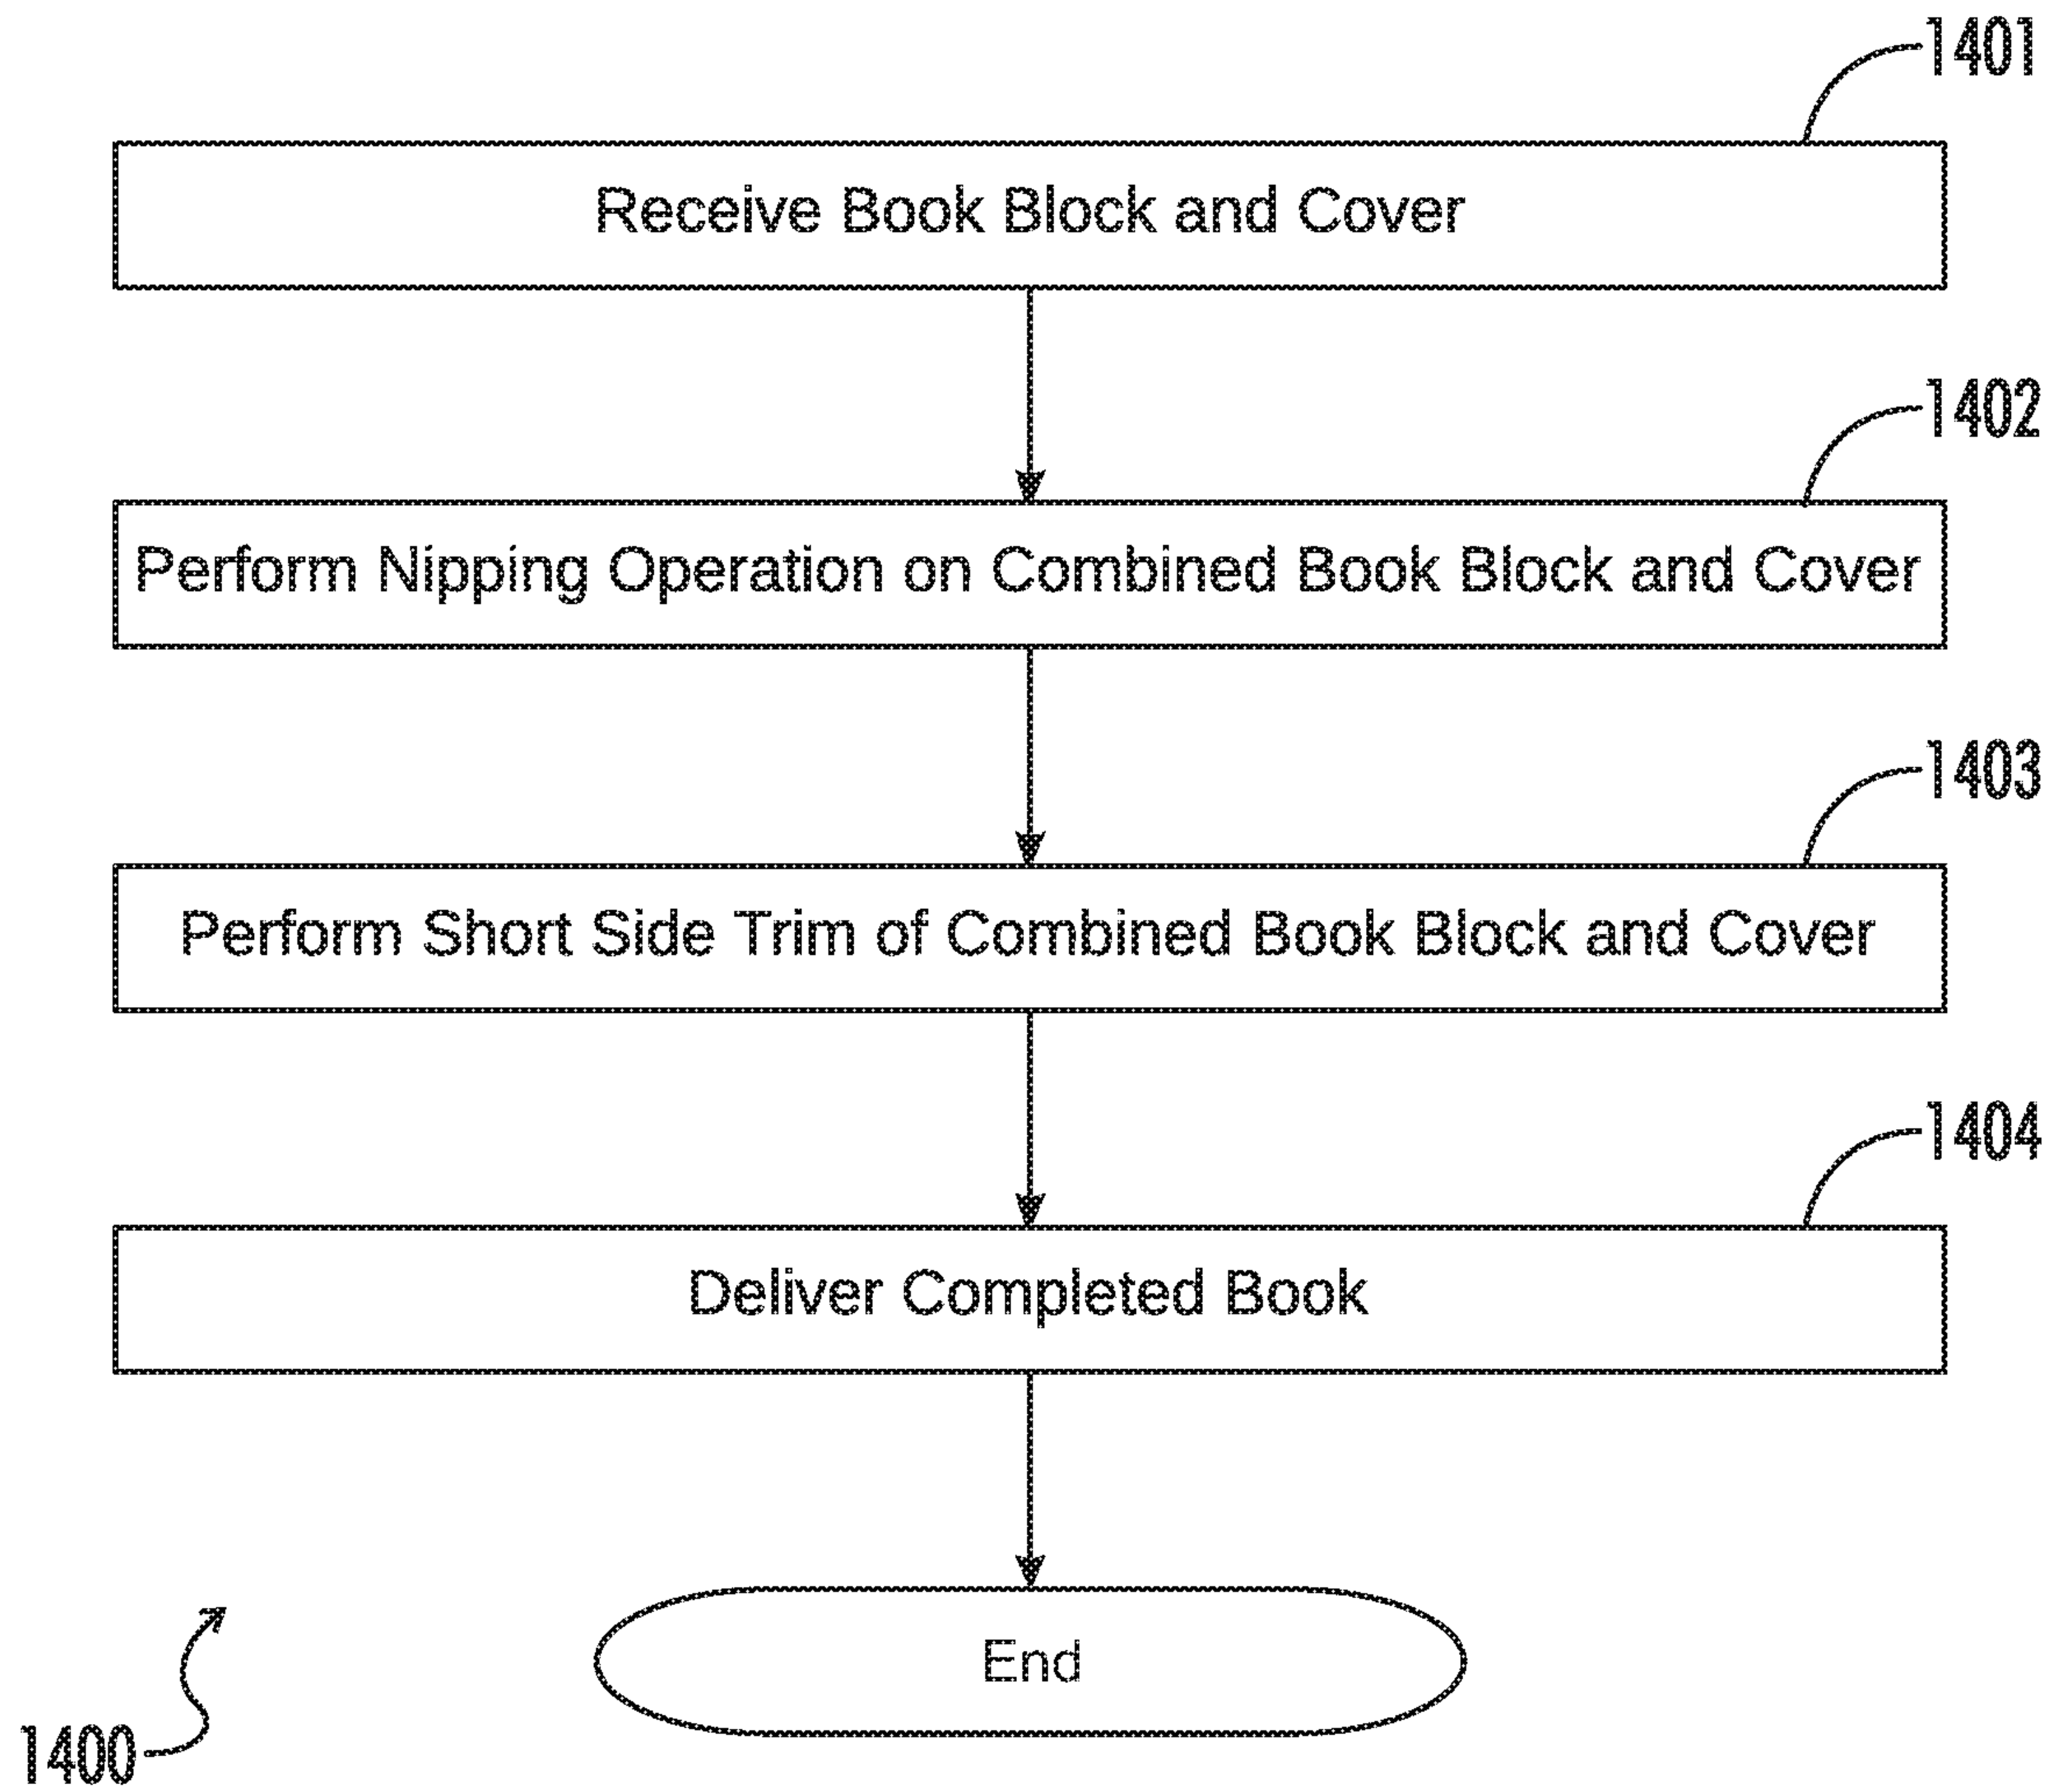 1401
Receive Book Block and Cover
1402
Perform Nipping Operation on Combined Book Block and Cover
1403
Perform Short Side Trim of Combined Book Block and Cover
1404
Deliver Completed Book
End
1400